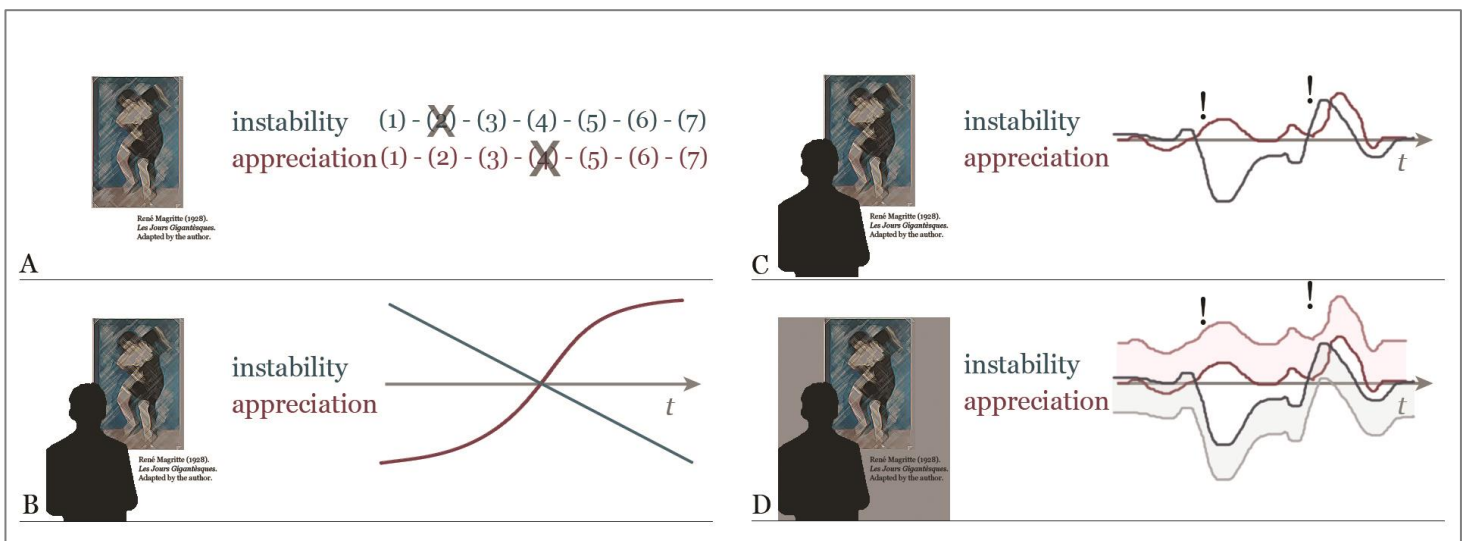 instability (1) - (2) - (3) - (4) - (5) - (6) - (7)
appreciation (1) - (2) - (3) - (4) - (5) - (6) - (7)
René Magritte (1928).
Les Jours Gigantèsques.
Adapted by the author.
A
instability
appreciation
t
René Magritte (1928).
Les Jours Gigantèsques.
Adapted by the author.
B
! !
instability
appreciation
t
René Magritte (1928).
Les Jours Gigantèsques.
Adapted by the author.
C
! !
instability
appreciation
t
René Magritte (1928).
Les Jours Gigantèsques.
Adapted by the author.
D